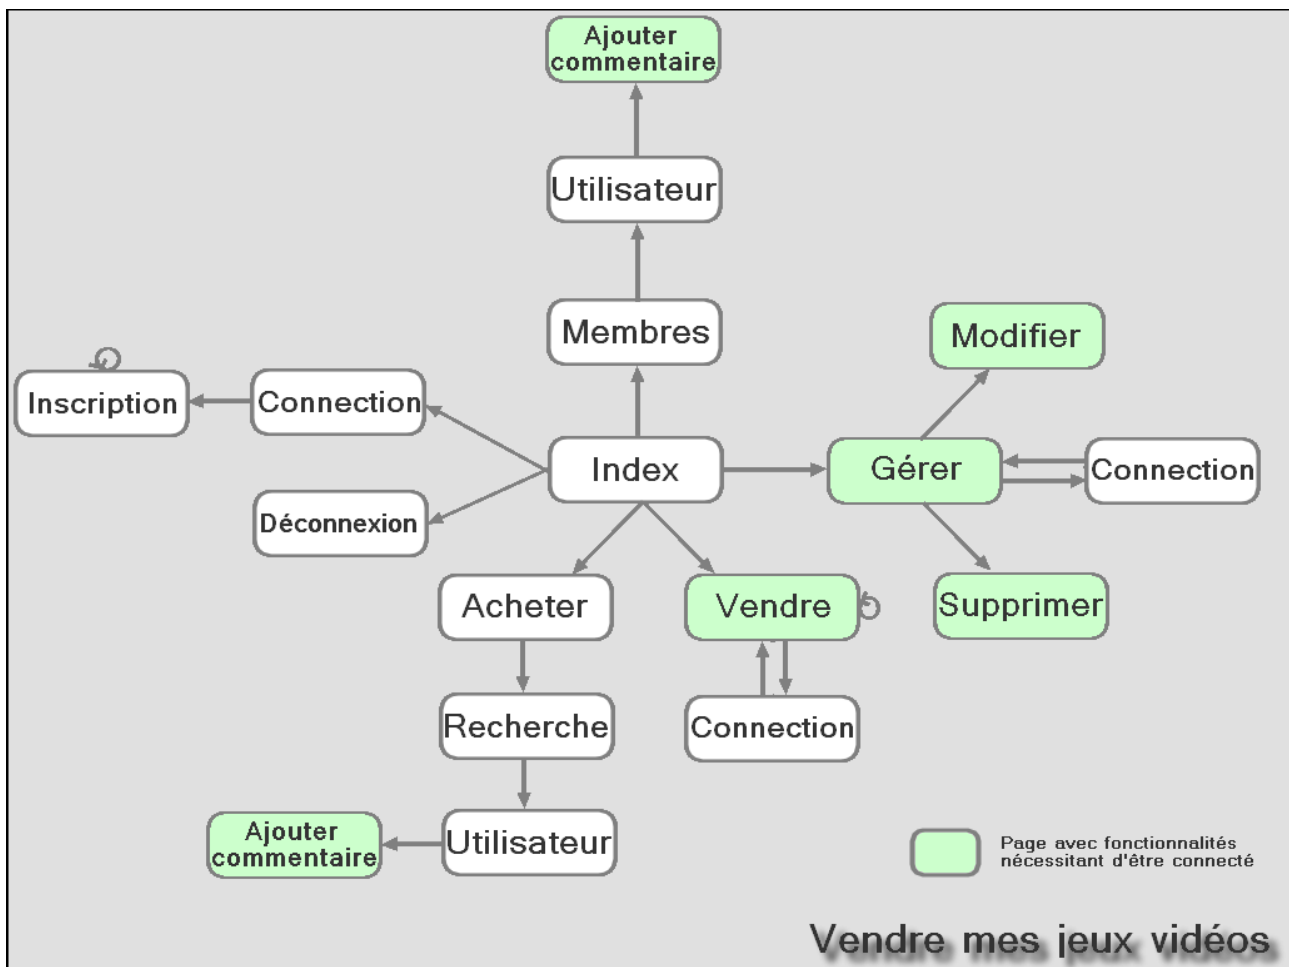 Ajouter
commentaire
Utilisateur
Membres
Modifier
Inscription
Connection
Index
Gérer
Connection
Déconnexion
Acheter
Vendre
Supprimer
Recherche
Connection
Ajouter
commentaire
Utilisateur
Page avec fonctionnalités
nécessitant d'être connecté
Vendre mes jeux vidéos